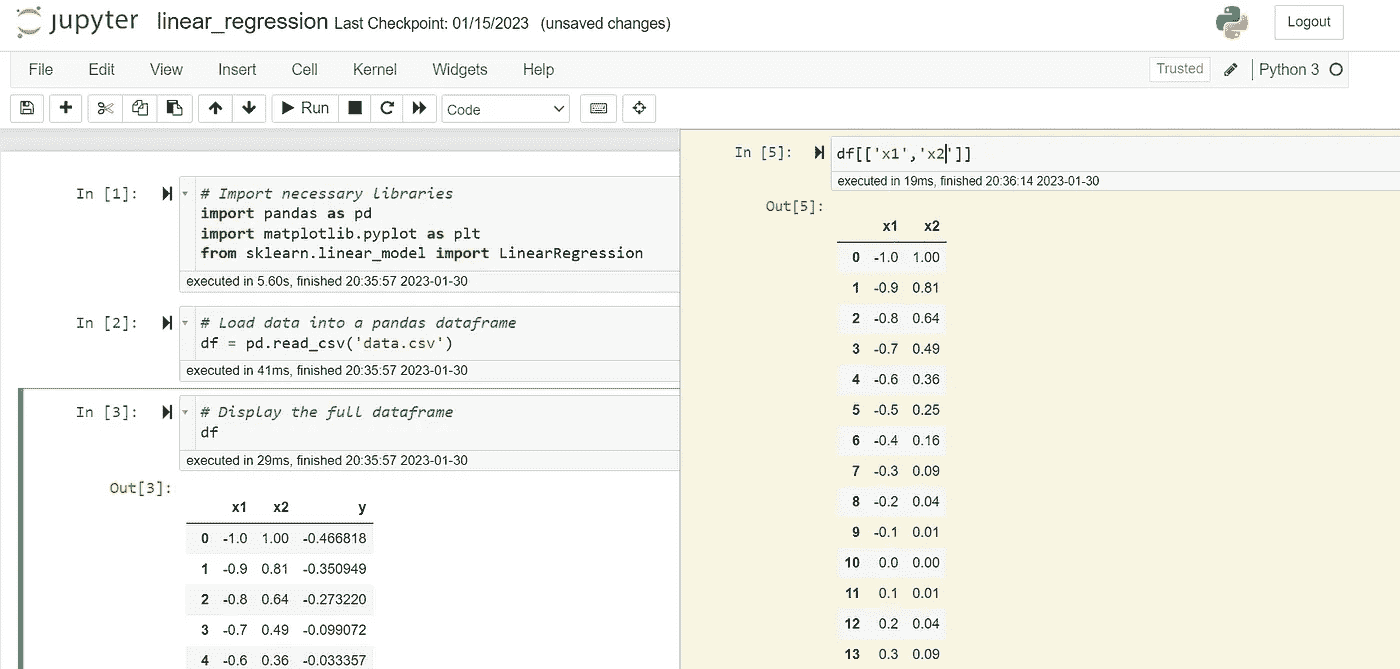 jupyter linear_regression Last Checkpoint: 01/15/2023 (unsaved changes) Logout
File Edit View Insert Cell Kernel Widgets Help Trusted Python 3
Run Code
In [1]: # Import necessary libraries
import pandas as pd
import matplotlib.pyplot as plt
from sklearn.linear_model import LinearRegression
executed in 5.60s, finished 20:35:57 2023-01-30
In [2]: # Load data into a pandas dataframe
df = pd.read_csv('data.csv')
executed in 41ms, finished 20:35:57 2023-01-30
In [3]: # Display the full dataframe
df
executed in 29ms, finished 20:35:57 2023-01-30
Out[3]:
x1 x2 y
0 -1.0 1.00 -0.466818
1 -0.9 0.81 -0.350949
2 -0.8 0.64 -0.273220
3 -0.7 0.49 -0.099072
4 -0.6 0.36 -0.033357
In [5]: df[['x1','x2']]
executed in 19ms, finished 20:36:14 2023-01-30
Out[5]:
x1 x2
0 -1.0 1.00
1 -0.9 0.81
2 -0.8 0.64
3 -0.7 0.49
4 -0.6 0.36
5 -0.5 0.25
6 -0.4 0.16
7 -0.3 0.09
8 -0.2 0.04
9 -0.1 0.01
10 0.0 0.00
11 0.1 0.01
12 0.2 0.04
13 0.3 0.09